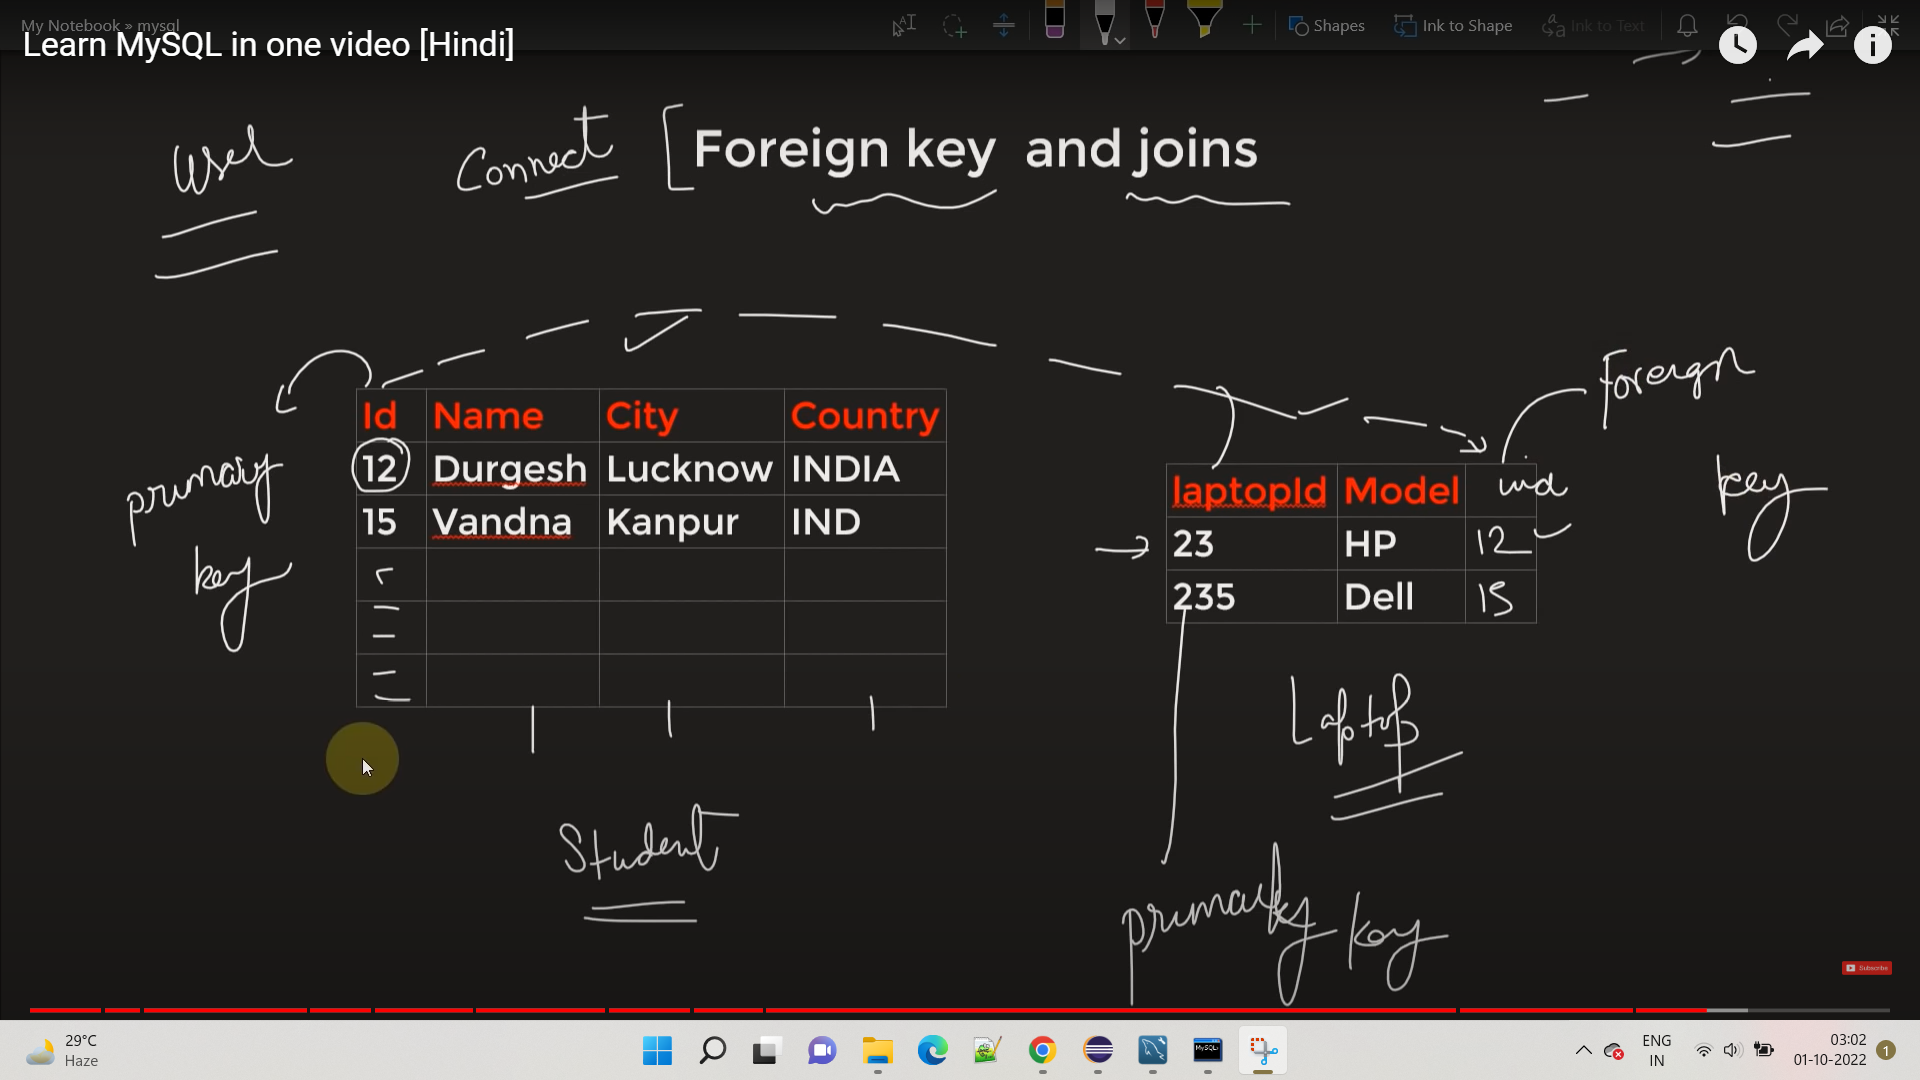 My Notebook » mysql
Shapes
Ink to Shape
Ink to Text
Learn MySQL in one video [Hindi]
Connect
[Foreign key and joins
Foreign
key
primary
key
Id Name City Country
12 Durgesh Lucknow INDIA
15 Vandna Kanpur IND
laptopId Model
23 HP 12
235 Dell 15
Laptop
Student
primary key
Subscribe
29°C
Haze
MySQL
ENG
IN
03:02
01-10-2022
1